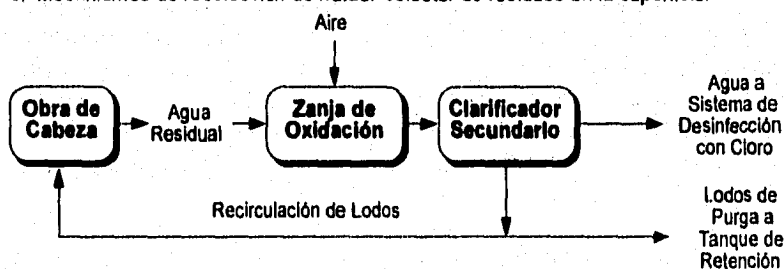 Aire
Obra de
Cabeza
Agua
Residual
Zanja de
Oxidación
Clarificador
Secundario
Agua a
Sistema de
Desinfección
con Cloro
Recirculación de Lodos
Lodos de
Purga a
Tanque de
Retención